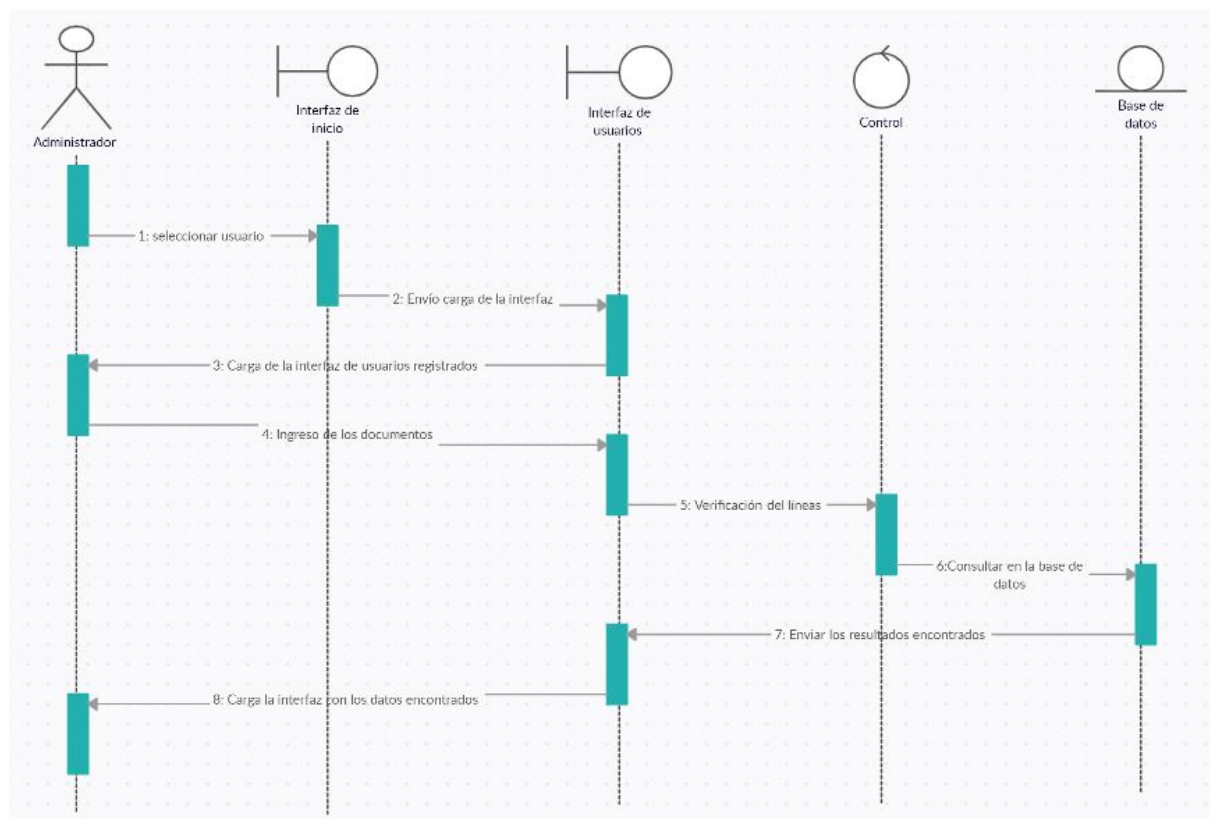 Administrador
Interfaz de
inicio
Interfaz de
usuarios
Control
Base de
datos
1: seleccionar usuario
2: Envío carga de la interfaz
3: Carga de la interfaz de usuarios registrados
4: Ingreso de los documentos
5: Verificación del líneas
6:Consultar en la base de
datos
7: Enviar los resultados encontrados
8: Carga la interfaz con los datos encontrados